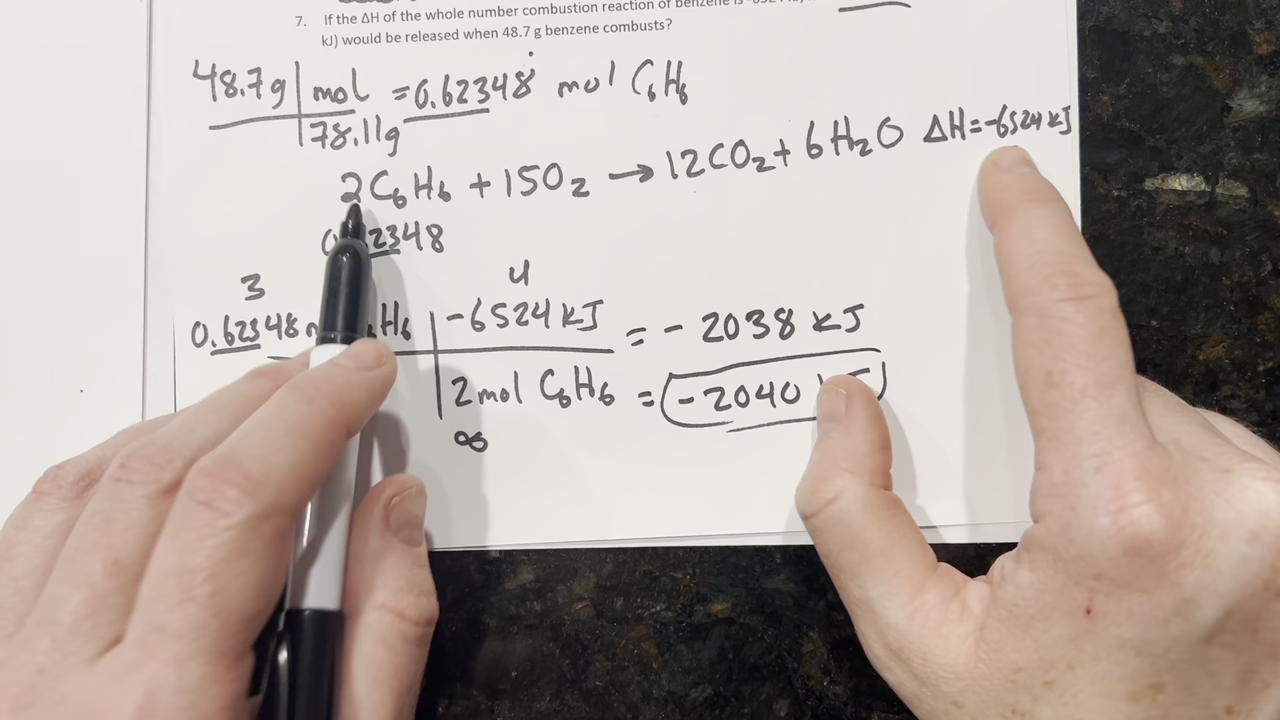 7. If the ΔH of the whole number combustion reaction of benzene is
kJ) would be released when 48.7 g benzene combusts?
48.7g | mol = 0.62348 mol C₆H₆
78.11g
2C₆H₆ + 15O₂ → 12CO₂ + 6H₂O ΔH = -6524 kJ
2348
3 4
0.62348 H₆ | -6524 kJ = - 2038 kJ
2 mol C₆H₆ = - 2040
∞